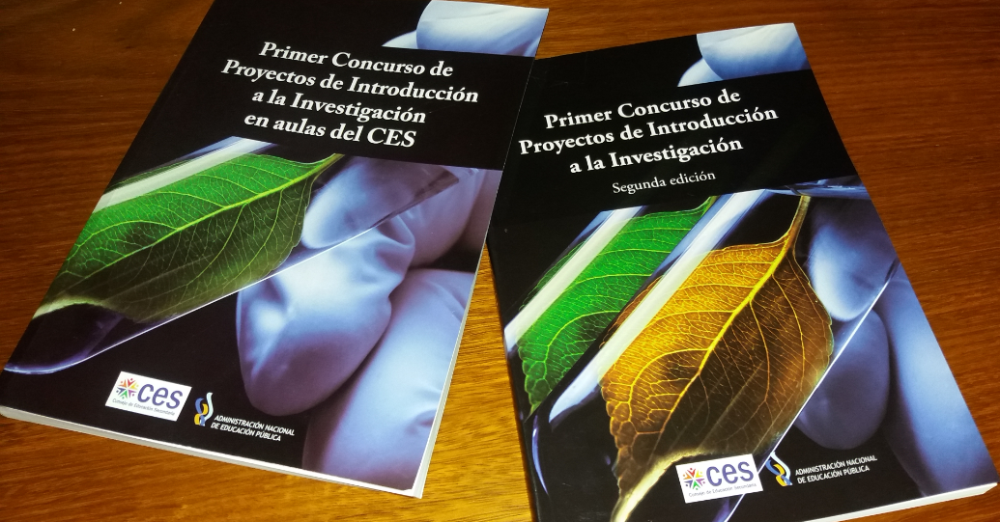 Primer Concurso de
Proyectos de Introducción
a la Investigación
en aulas del CES
ces
Consejo de Educación Secundaria
ADMINISTRACIÓN NACIONAL
DE EDUCACIÓN PÚBLICA
Primer Concurso de
Proyectos de Introducción
a la Investigación
Segunda edición
ces
Consejo de Educación Secundaria
ADMINISTRACIÓN NACIONAL
DE EDUCACIÓN PÚBLICA